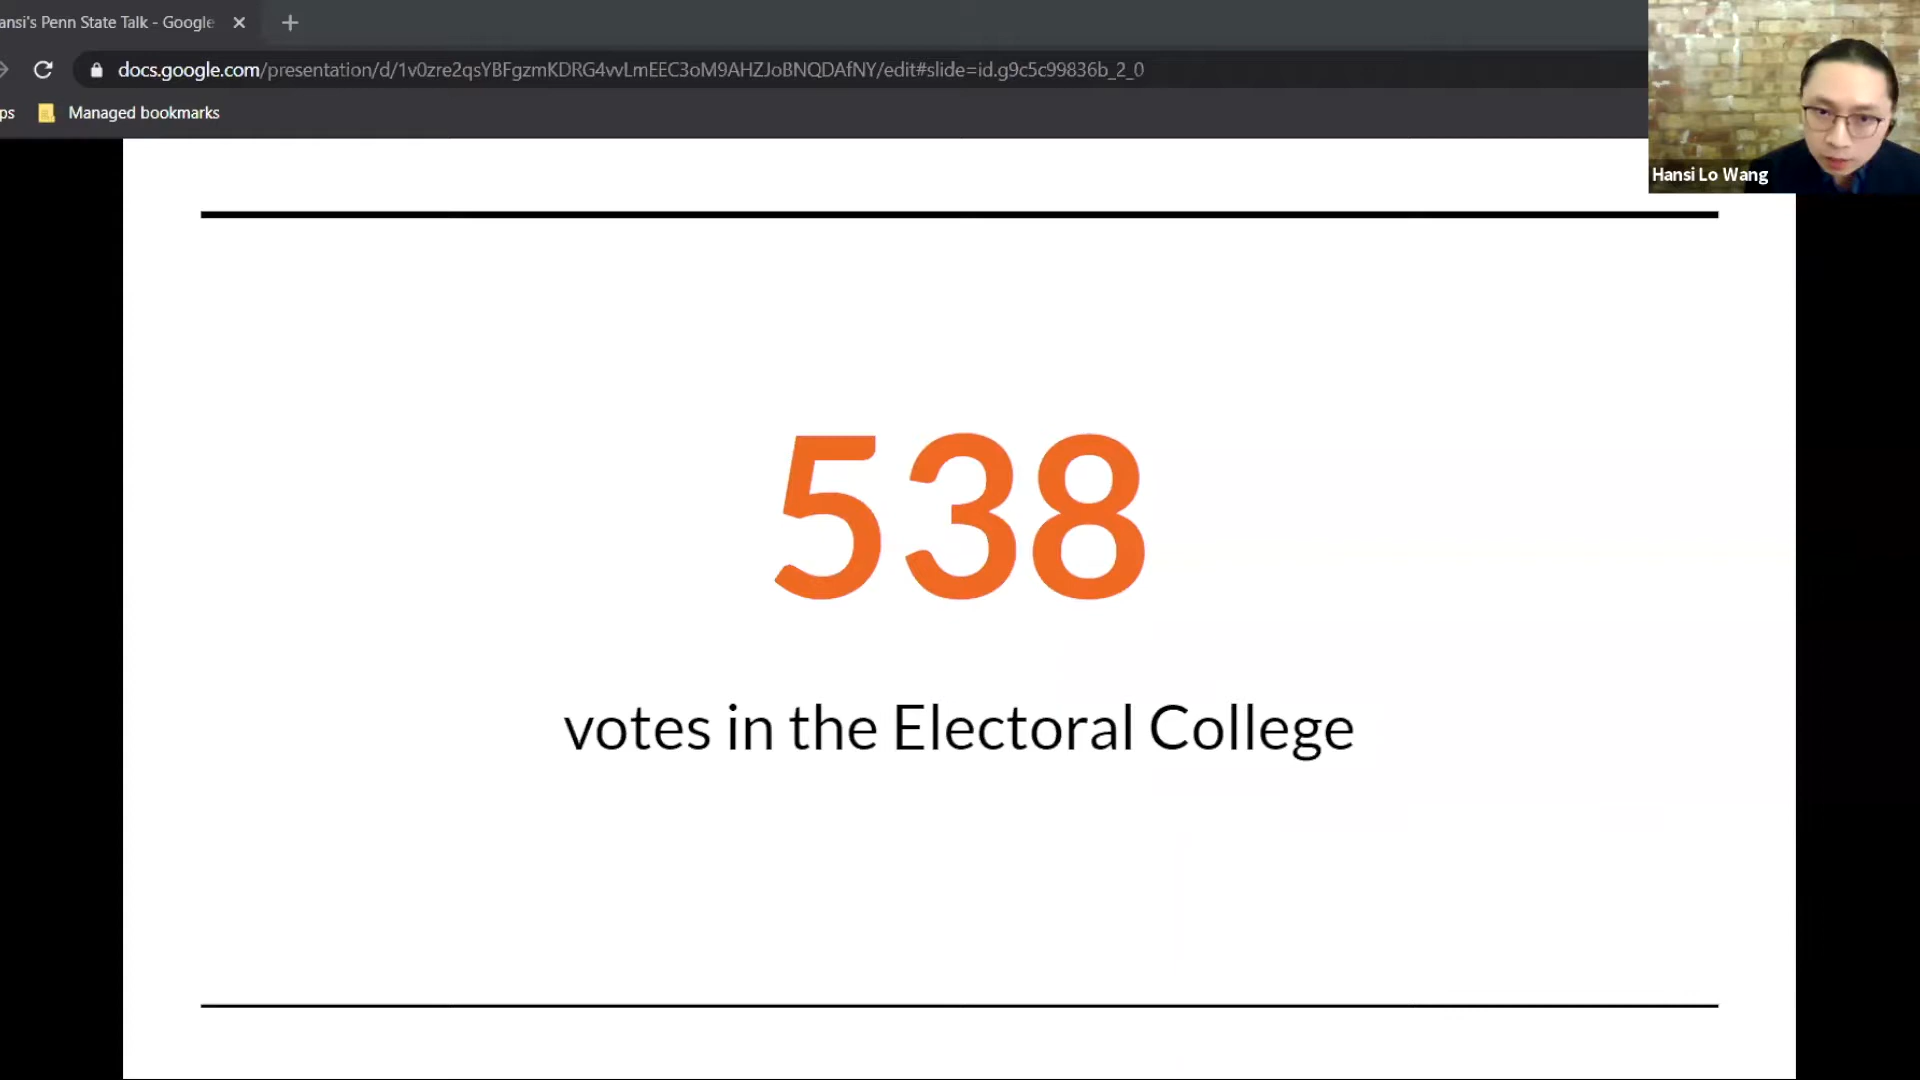 ansi's Penn State Talk - Google
docs.google.com/presentation/d/1v0zre2qsYBFgzmKDRG4vvLmEEC3oM9AHZJoBNQDAfNY/edit#slide=id.g9c5c99836b_2_0
ps
Managed bookmarks
Hansi Lo Wang
538
votes in the Electoral College